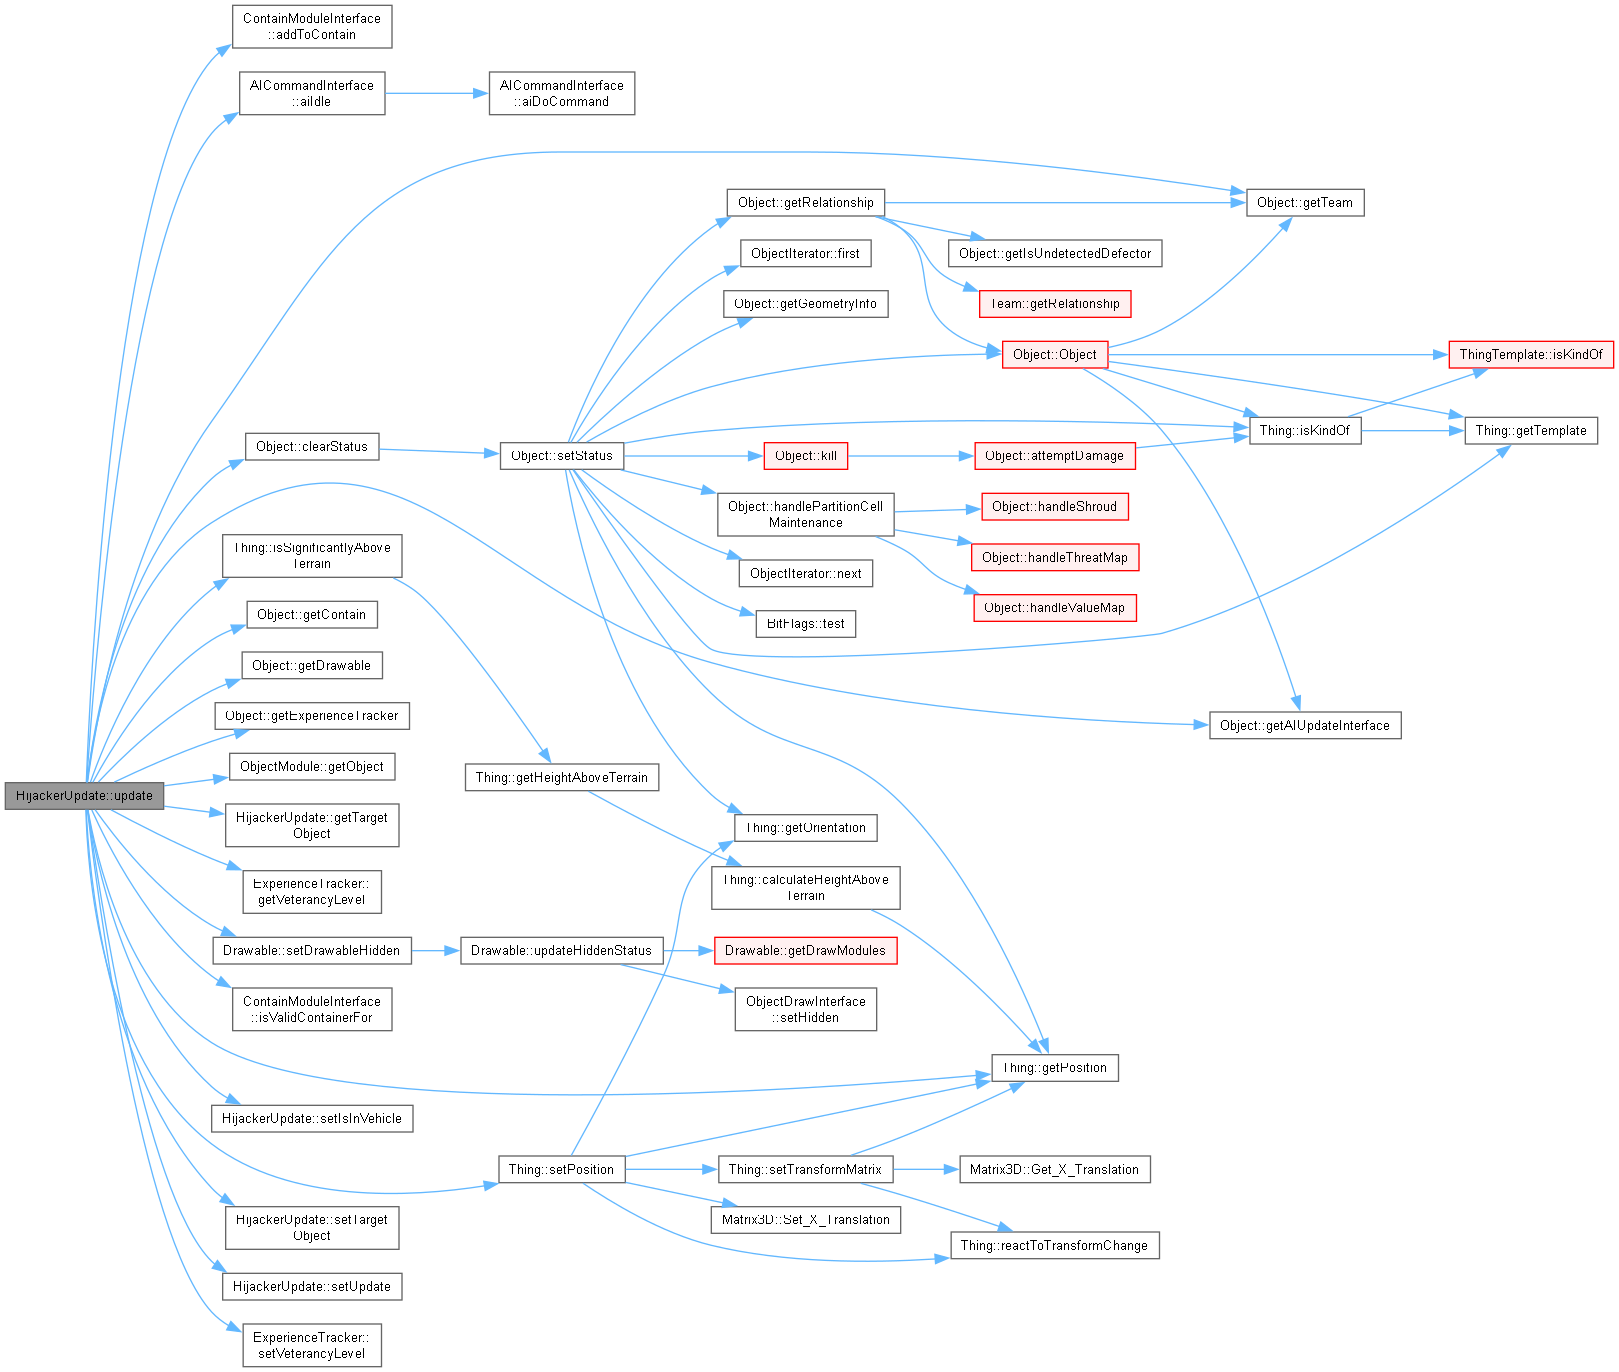 ContainModuleInterface
::addToContain
AICommandInterface
::aiIdle
AICommandInterface
::aiDoCommand
Object::getRelationship
Object::getTeam
ObjectIterator::first
Object::getIsUndetectedDefector
Object::getGeometryInfo
Team::getRelationship
Object::Object
ThingTemplate::isKindOf
Object::clearStatus
Object::setStatus
Thing::isKindOf
Thing::getTemplate
Object::kill
Object::attemptDamage
Object::handlePartitionCell
Maintenance
Object::handleShroud
Thing::isSignificantlyAbove
Terrain
Object::handleThreatMap
ObjectIterator::next
Object::handleValueMap
Object::getContain
BitFlags::test
Object::getDrawable
Object::getExperienceTracker
Object::getAIUpdateInterface
ObjectModule::getObject
Thing::getHeightAboveTerrain
HijackerUpdate::update
HijackerUpdate::getTarget
Object
Thing::getOrientation
ExperienceTracker::
getVeterancyLevel
Thing::calculateHeightAbove
Terrain
Drawable::setDrawableHidden
Drawable::updateHiddenStatus
Drawable::getDrawModules
ContainModuleInterface
::isValidContainerFor
ObjectDrawInterface
::setHidden
Thing::getPosition
HijackerUpdate::setIsInVehicle
Thing::setPosition
Thing::setTransformMatrix
Matrix3D::Get_X_Translation
HijackerUpdate::setTarget
Object
Matrix3D::Set_X_Translation
Thing::reactToTransformChange
HijackerUpdate::setUpdate
ExperienceTracker::
setVeterancyLevel